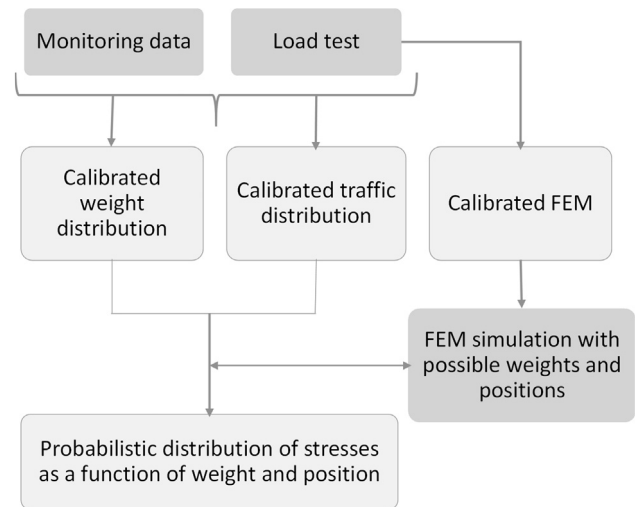 Monitoring data
Load test
Calibrated
weight
distribution
Calibrated traffic
distribution
Calibrated FEM
FEM simulation with
possible weights and
positions
Probabilistic distribution of stresses
as a function of weight and position